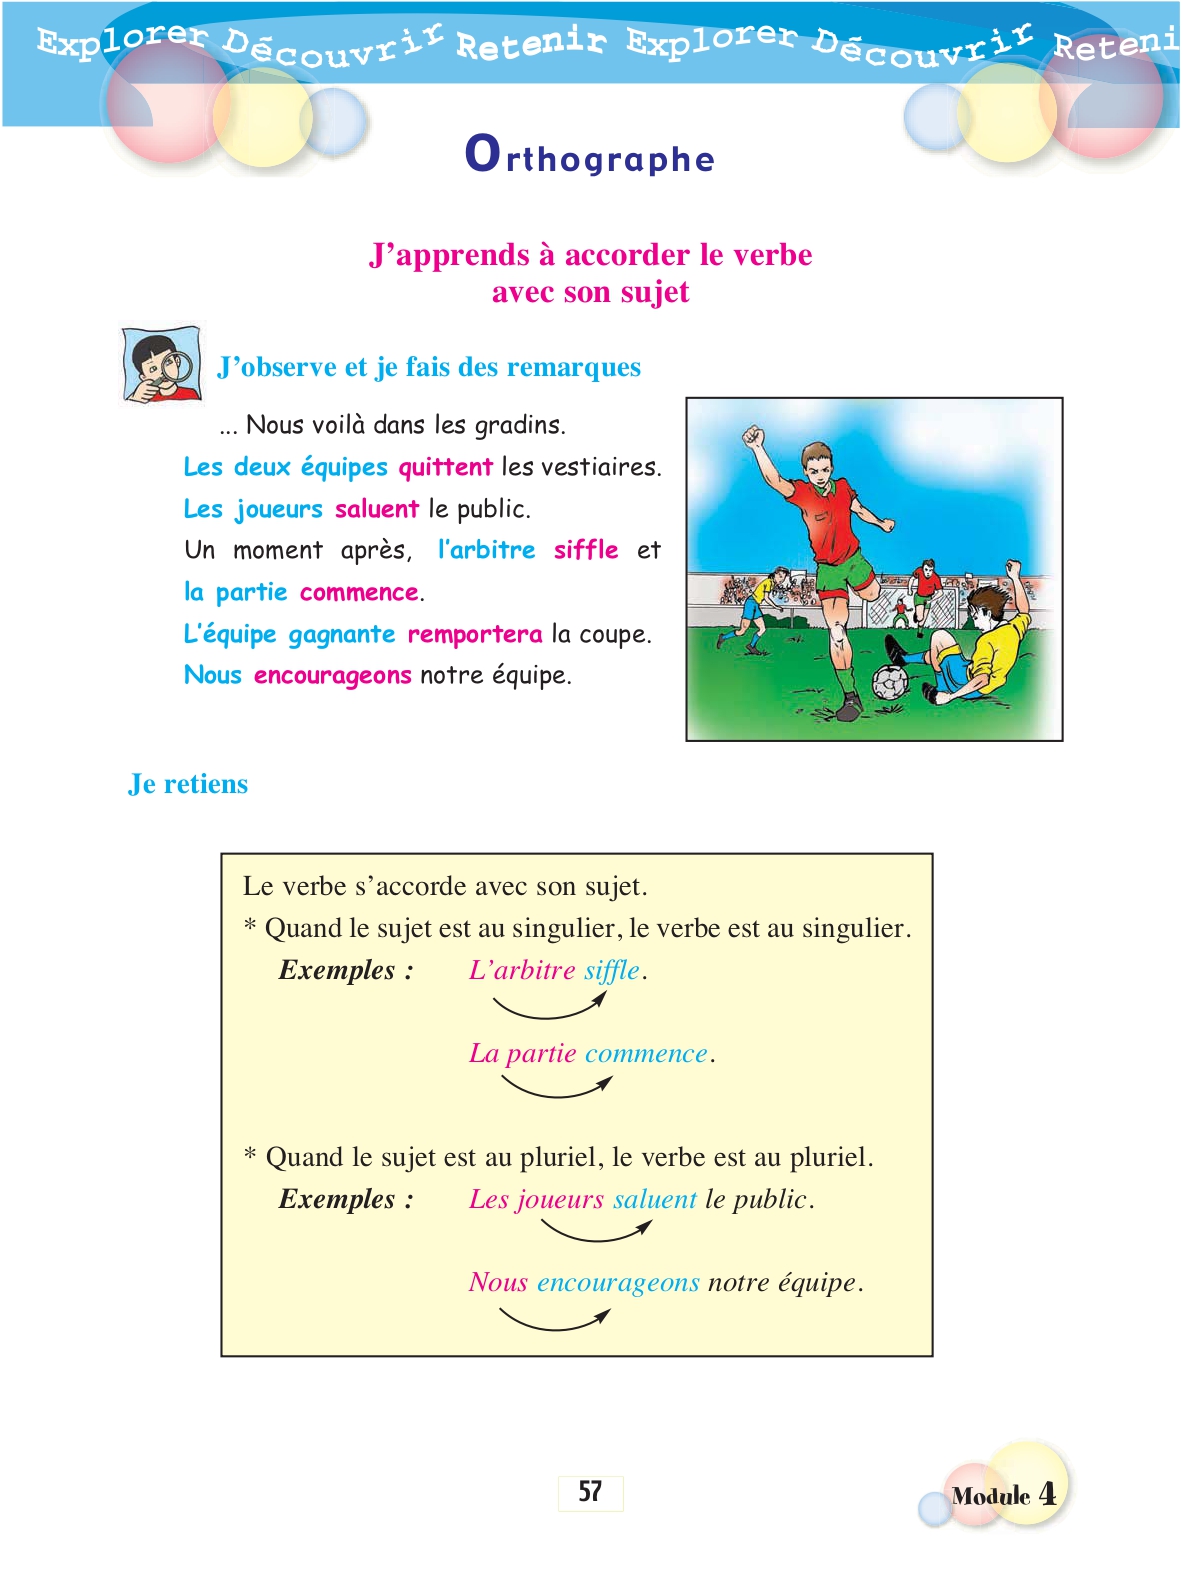 Explorer Découvrir Retenir Explorer Découvrir Reteni
Orthographe
J’apprends à accorder le verbe
avec son sujet
J’observe et je fais des remarques
... Nous voilà dans les gradins.
Les deux équipes quittent les vestiaires.
Les joueurs saluent le public.
Un moment après, l’arbitre siffle et
la partie commence.
L’équipe gagnante remportera la coupe.
Nous encourageons notre équipe.
Je retiens
Le verbe s’accorde avec son sujet.
* Quand le sujet est au singulier, le verbe est au singulier.
Exemples : L’arbitre siffle.
La partie commence.
* Quand le sujet est au pluriel, le verbe est au pluriel.
Exemples : Les joueurs saluent le public.
Nous encourageons notre équipe.
57
Module 4